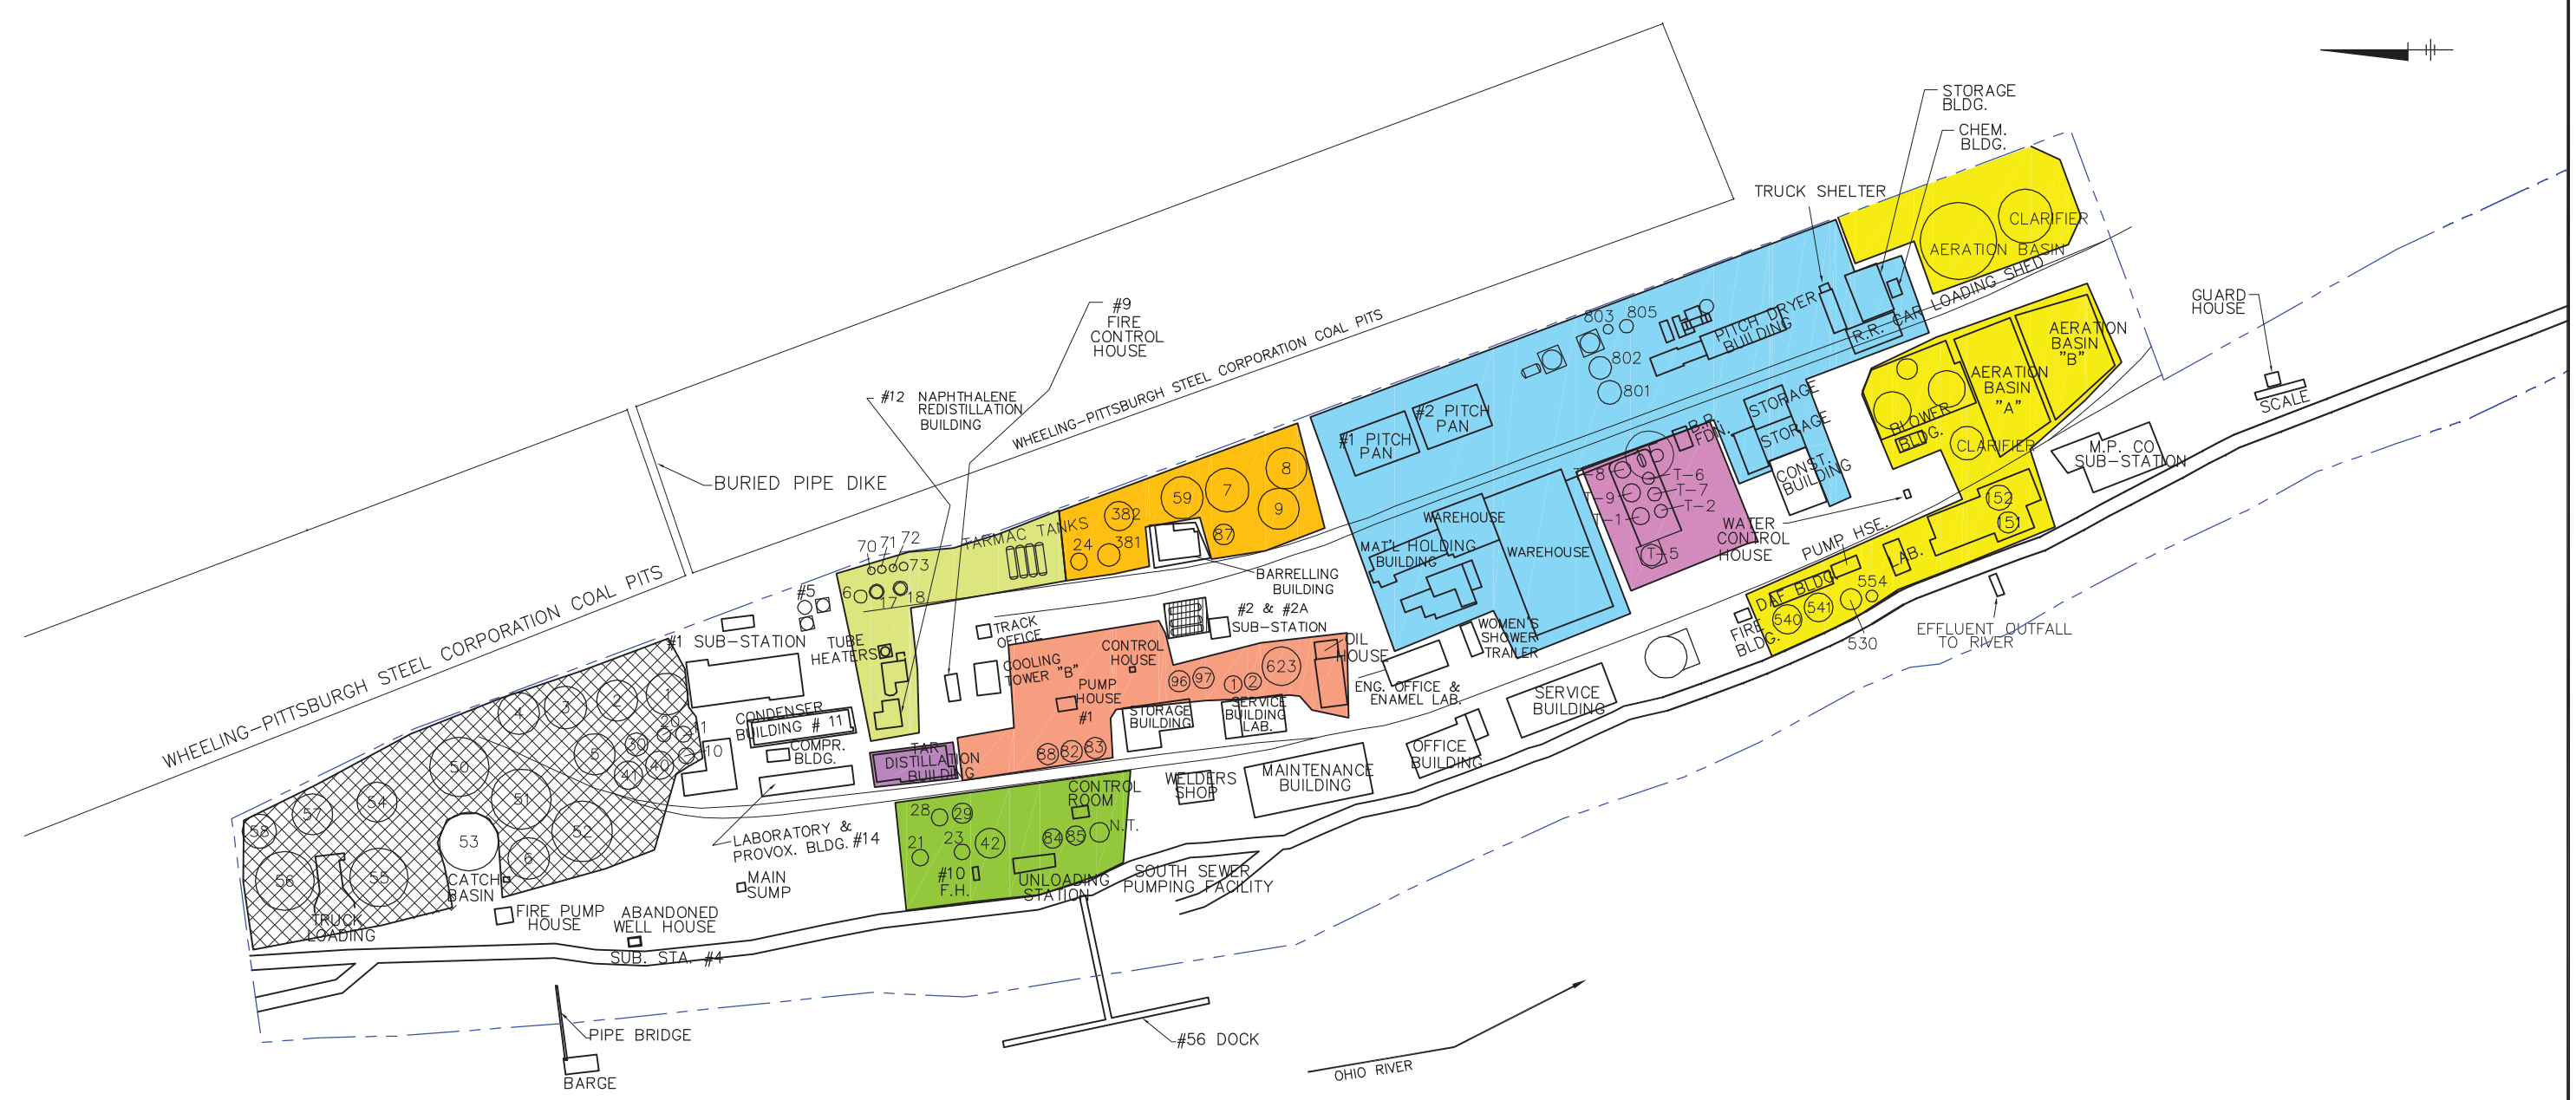 STORAGE
BLDG.
CHEM.
BLDG.
TRUCK SHELTER
CLARIFIER
AERATION BASIN
R.R. CAR LOADING SHED
GUARD
HOUSE
SCALE
#9
FIRE
CONTROL
HOUSE
WHEELING-PITTSBURGH STEEL CORPORATION COAL PITS
#12 NAPHTHALENE
REDISTILLATION
BUILDING
BURIED PIPE DIKE
WHEELING-PITTSBURGH STEEL CORPORATION COAL PITS
803
805
802
801
PITCH DRYER
BUILDING
#1 PITCH
PAN
#2 PITCH
PAN
STORAGE
STORAGE
B.R.
FDN.
CONST.
BUILDING
AERATION
BASIN
"B"
AERATION
BASIN
"A"
BLOWER
BLDG.
CLARIFIER
M.P. CO
SUB-STATION
152
151
T-8
T-6
T-9
T-7
T-1
T-2
T-5
WATER
CONTROL
HOUSE
PUMP HSE.
LAB.
DAF BLDG.
554
540
541
530
FIRE
BLDG.
EFFLUENT OUTFALL
TO RIVER
WAREHOUSE
WAREHOUSE
MAT'L HOLDING
BUILDING
WOMEN'S
SHOWER
TRAILER
8
7
59
9
87
382
381
24
BARRELLING
BUILDING
TARMAC TANKS
70
71
72
73
6
17
18
#5
TUBE
HEATERS
#1 SUB-STATION
TRACK
OFFICE
#2 & #2A
SUB-STATION
COOLING
TOWER "B"
CONTROL
HOUSE
PUMP
HOUSE
#1
96
97
1
2
623
OIL
HOUSE
ENG. OFFICE &
ENAMEL LAB.
STORAGE
BUILDING
SERVICE
BUILDING
LAB.
88
82
83
SERVICE
BUILDING
OFFICE
BUILDING
MAINTENANCE
BUILDING
WELDERS
SHOP
CONDENSER
BUILDING # 11
COMPR.
BLDG.
TAR
DISTILLATION
BUILDING
LABORATORY &
PROVOX. BLDG. #14
MAIN
SUMP
CONTROL
ROOM
28
29
21
23
42
84
85
N.T.
#10
F.H.
UNLOADING
STATION
SOUTH SEWER
PUMPING FACILITY
4
3
2
1
20
11
10
30
5
41
40
50
51
52
54
57
58
53
6
56
55
TRUCK
LOADING
CATCH
BASIN
FIRE PUMP
HOUSE
ABANDONED
WELL HOUSE
SUB. STA. #4
PIPE BRIDGE
BARGE
#56 DOCK
OHIO RIVER